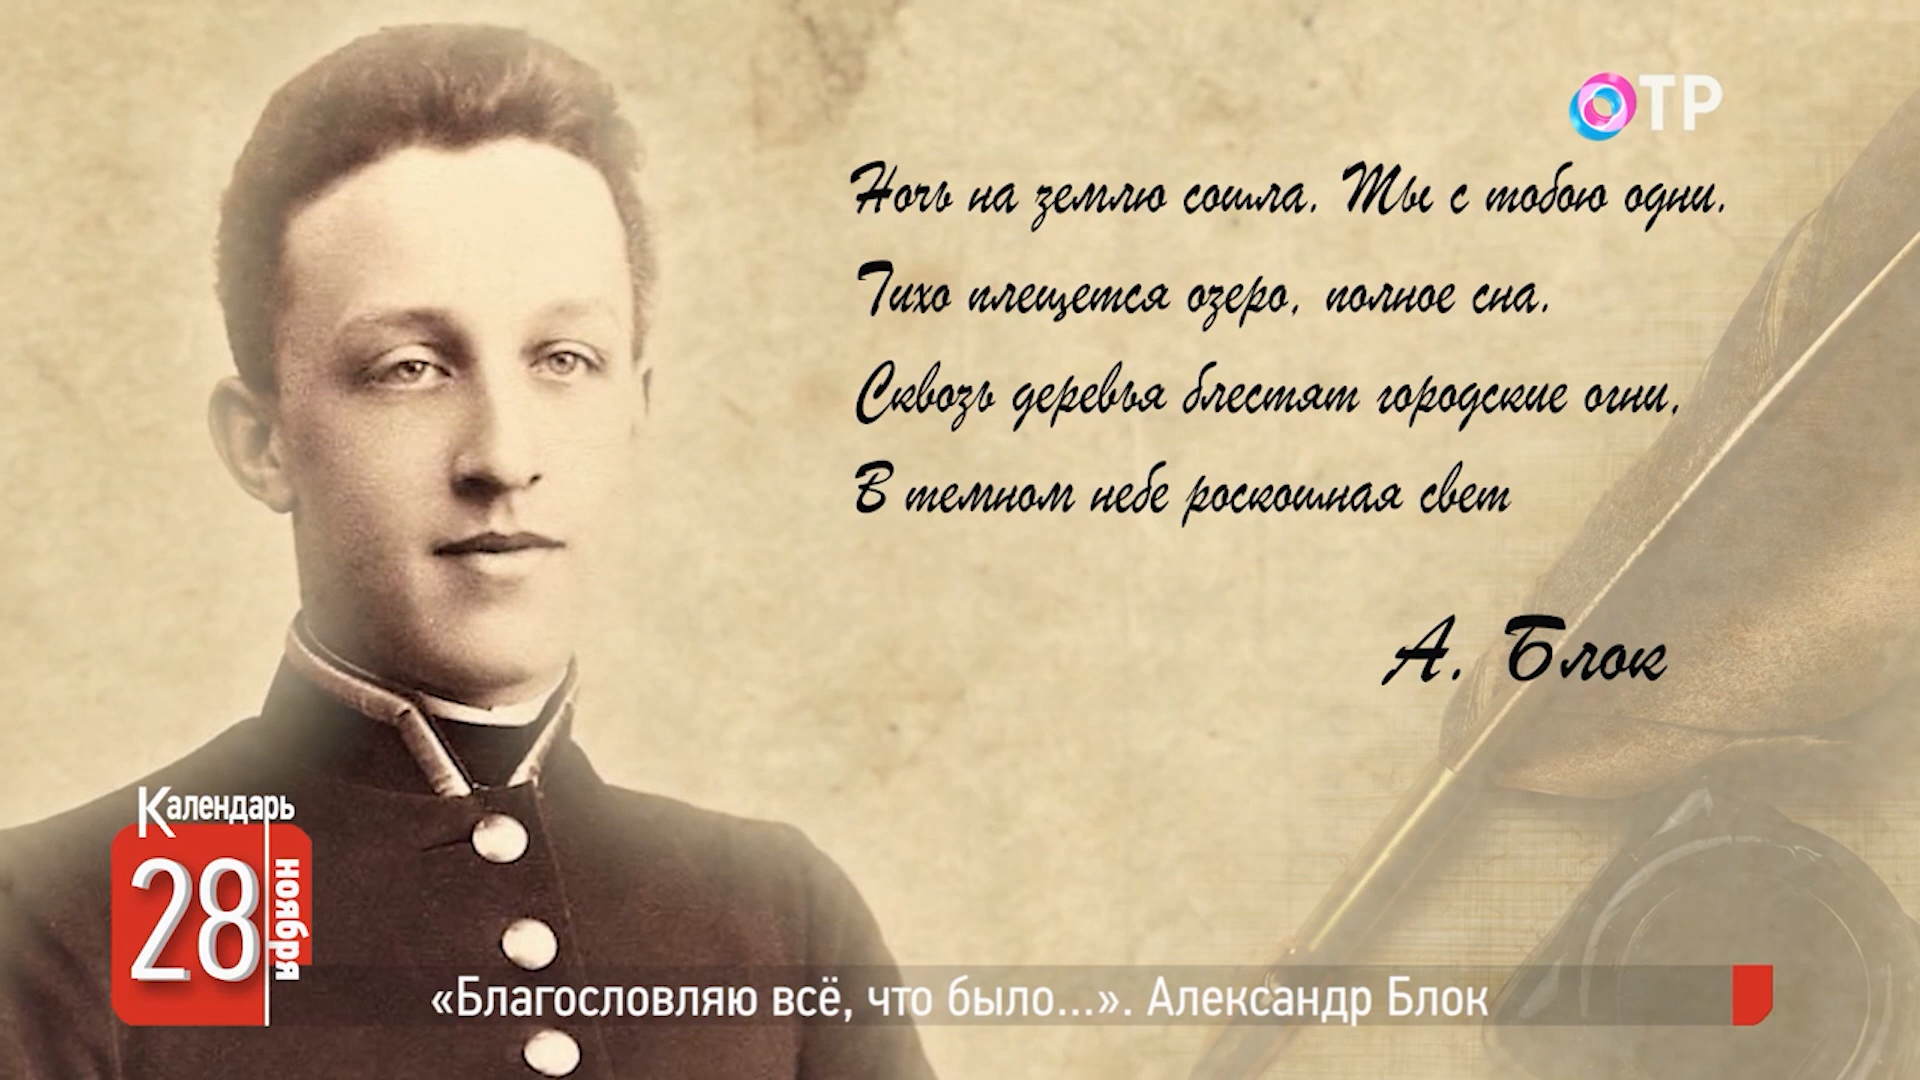 ОТР
Ночь на землю сошла. Ты с тобою одни.
Тихо плещется озеро, полное сна.
Сквозь деревья блестят городские огни,
В темном небе роскошная свет
А. Блок
Календарь
28
ноября
«Благословляю всё, что было...». Александр Блок